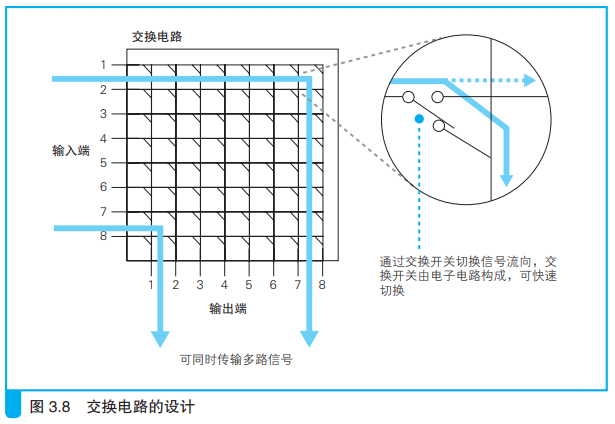 交换电路
1
2
3
4
输入端
5
6
7
8
1 2 3 4 5 6 7 8
输出端
可同时传输多路信号
通过交换开关切换信号流向，交
换开关由电子电路构成，可快速
切换
图 3.8 交换电路的设计